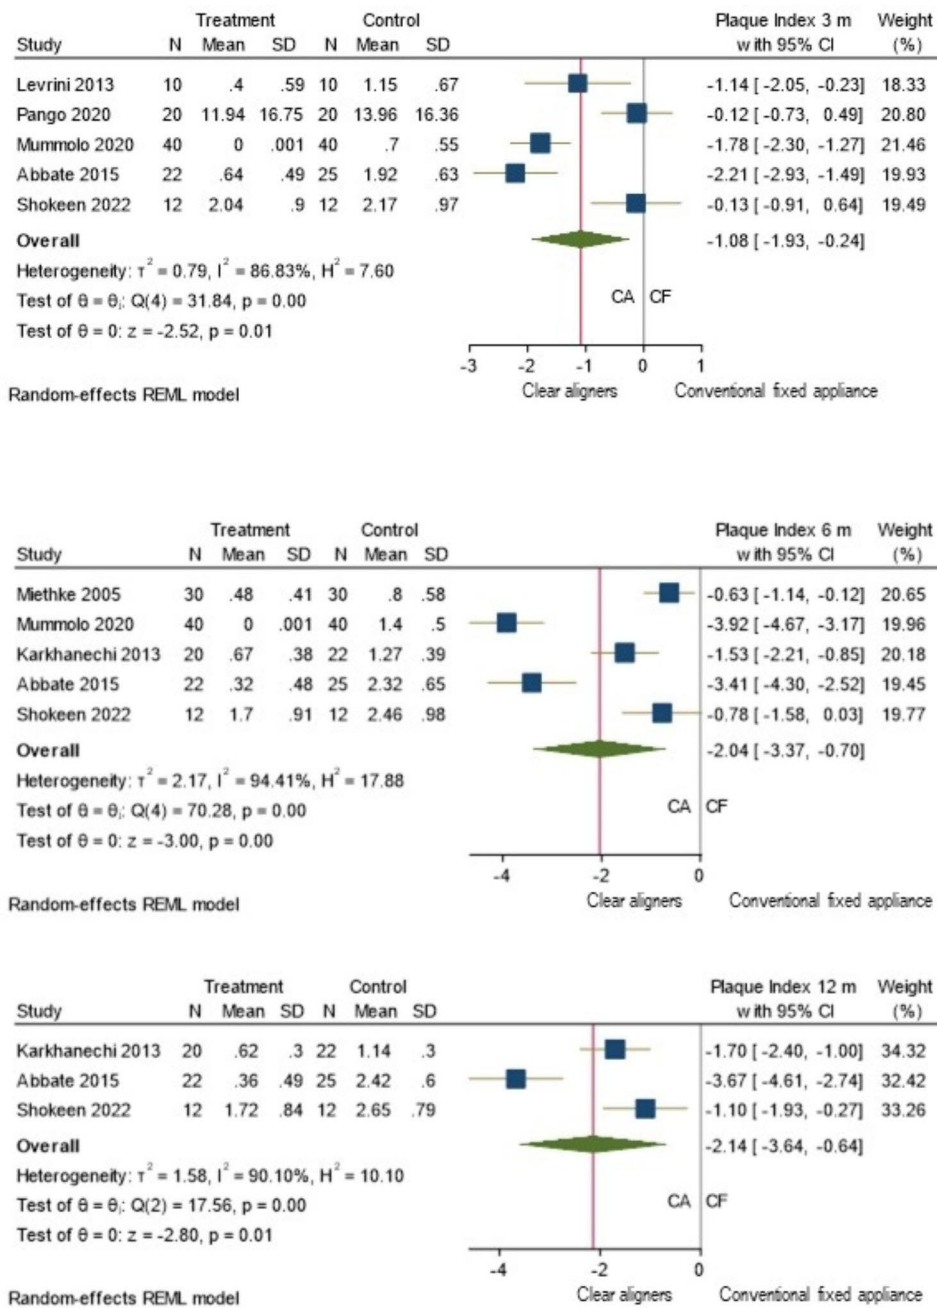 Treatment Control Plaque Index 3 m Weight
Study N Mean SD N Mean SD with 95% CI (%)
Levrini 2013 10 .4 .59 10 1.15 .67 -1.14 [ -2.05, -0.23] 18.33
Pango 2020 20 11.94 16.75 20 13.96 16.36 -0.12 [ -0.73, 0.49] 20.80
Mummolo 2020 40 0 .001 40 .7 .55 -1.78 [ -2.30, -1.27] 21.46
Abbate 2015 22 .64 .49 25 1.92 .63 -2.21 [ -2.93, -1.49] 19.93
Shokeen 2022 12 2.04 .9 12 2.17 .97 -0.13 [ -0.91, 0.64] 19.49
Overall -1.08 [ -1.93, -0.24]
Heterogeneity: τ² = 0.79, I² = 86.83%, H² = 7.60
Test of θ = θᵢ: Q(4) = 31.84, p = 0.00
CA CF
Test of θ = 0: z = -2.52, p = 0.01
-3 -2 -1 0 1
Random-effects REML model Clear aligners Conventional fixed appliance
Treatment Control Plaque Index 6 m Weight
Study N Mean SD N Mean SD with 95% CI (%)
Miethke 2005 30 .48 .41 30 .8 .58 -0.63 [ -1.14, -0.12] 20.65
Mummolo 2020 40 0 .001 40 1.4 .5 -3.92 [ -4.67, -3.17] 19.96
Karkhanechi 2013 20 .67 .38 22 1.27 .39 -1.53 [ -2.21, -0.85] 20.18
Abbate 2015 22 .32 .48 25 2.32 .65 -3.41 [ -4.30, -2.52] 19.45
Shokeen 2022 12 1.7 .91 12 2.46 .98 -0.78 [ -1.58, 0.03] 19.77
Overall -2.04 [ -3.37, -0.70]
Heterogeneity: τ² = 2.17, I² = 94.41%, H² = 17.88
Test of θ = θᵢ: Q(4) = 70.28, p = 0.00 CA CF
Test of θ = 0: z = -3.00, p = 0.00
-4 -2 0
Random-effects REML model Clear aligners Conventional fixed appliance
Treatment Control Plaque Index 12 m Weight
Study N Mean SD N Mean SD with 95% CI (%)
Karkhanechi 2013 20 .62 .3 22 1.14 .3 -1.70 [ -2.40, -1.00] 34.32
Abbate 2015 22 .36 .49 25 2.42 .6 -3.67 [ -4.61, -2.74] 32.42
Shokeen 2022 12 1.72 .84 12 2.65 .79 -1.10 [ -1.93, -0.27] 33.26
Overall -2.14 [ -3.64, -0.64]
Heterogeneity: τ² = 1.58, I² = 90.10%, H² = 10.10
Test of θ = θᵢ: Q(2) = 17.56, p = 0.00 CA CF
Test of θ = 0: z = -2.80, p = 0.01
-4 -2 0
Random-effects REML model Clear aligners Conventional fixed appliance